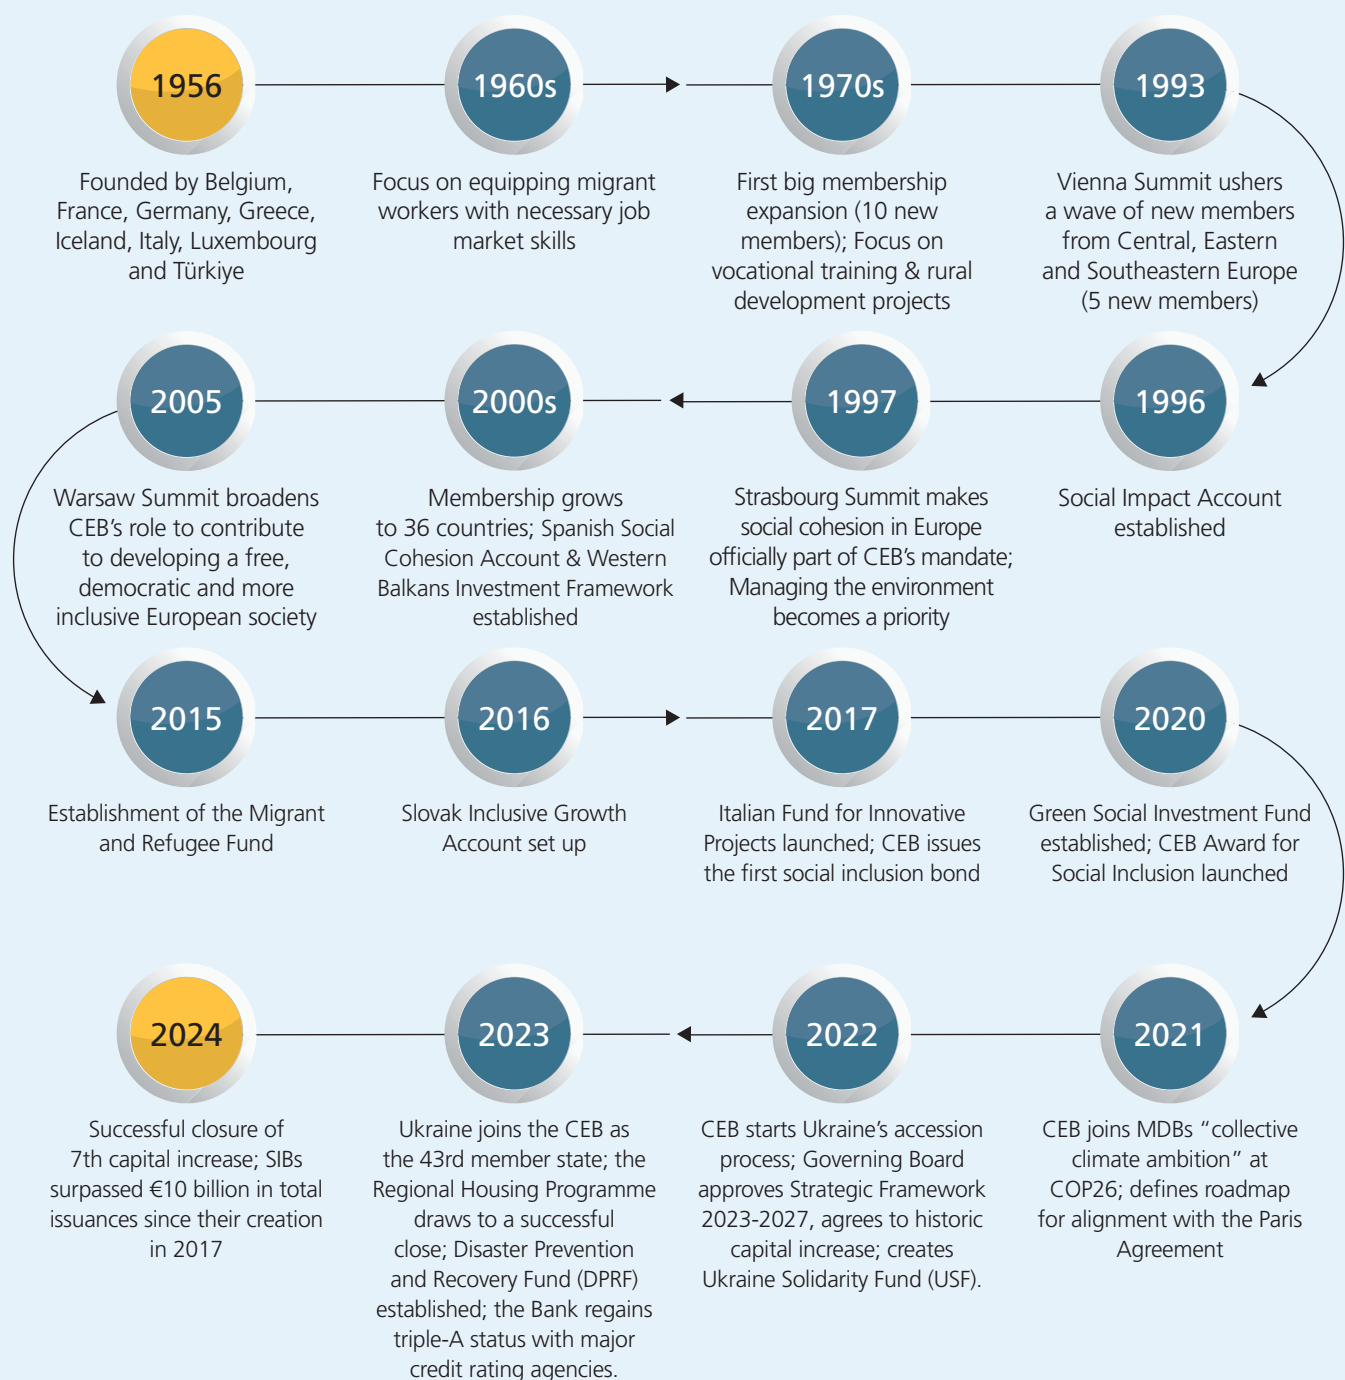 1956
Founded by Belgium,
France, Germany, Greece,
Iceland, Italy, Luxembourg
and Türkiye
1960s
Focus on equipping migrant
workers with necessary job
market skills
1970s
First big membership
expansion (10 new
members); Focus on
vocational training & rural
development projects
1993
Vienna Summit ushers
a wave of new members
from Central, Eastern
and Southeastern Europe
(5 new members)
1996
Social Impact Account
established
1997
Strasbourg Summit makes
social cohesion in Europe
officially part of CEB’s mandate;
Managing the environment
becomes a priority
2000s
Membership grows
to 36 countries; Spanish Social
Cohesion Account & Western
Balkans Investment Framework
established
2005
Warsaw Summit broadens
CEB’s role to contribute
to developing a free,
democratic and more
inclusive European society
2015
Establishment of the Migrant
and Refugee Fund
2016
Slovak Inclusive Growth
Account set up
2017
Italian Fund for Innovative
Projects launched; CEB issues
the first social inclusion bond
2020
Green Social Investment Fund
established; CEB Award for
Social Inclusion launched
2021
CEB joins MDBs “collective
climate ambition” at
COP26; defines roadmap
for alignment with the Paris
Agreement
2022
CEB starts Ukraine’s accession
process; Governing Board
approves Strategic Framework
2023-2027, agrees to historic
capital increase; creates
Ukraine Solidarity Fund (USF).
2023
Ukraine joins the CEB as
the 43rd member state; the
Regional Housing Programme
draws to a successful
close; Disaster Prevention
and Recovery Fund (DPRF)
established; the Bank regains
triple-A status with major
credit rating agencies.
2024
Successful closure of
7th capital increase; SIBs
surpassed €10 billion in total
issuances since their creation
in 2017